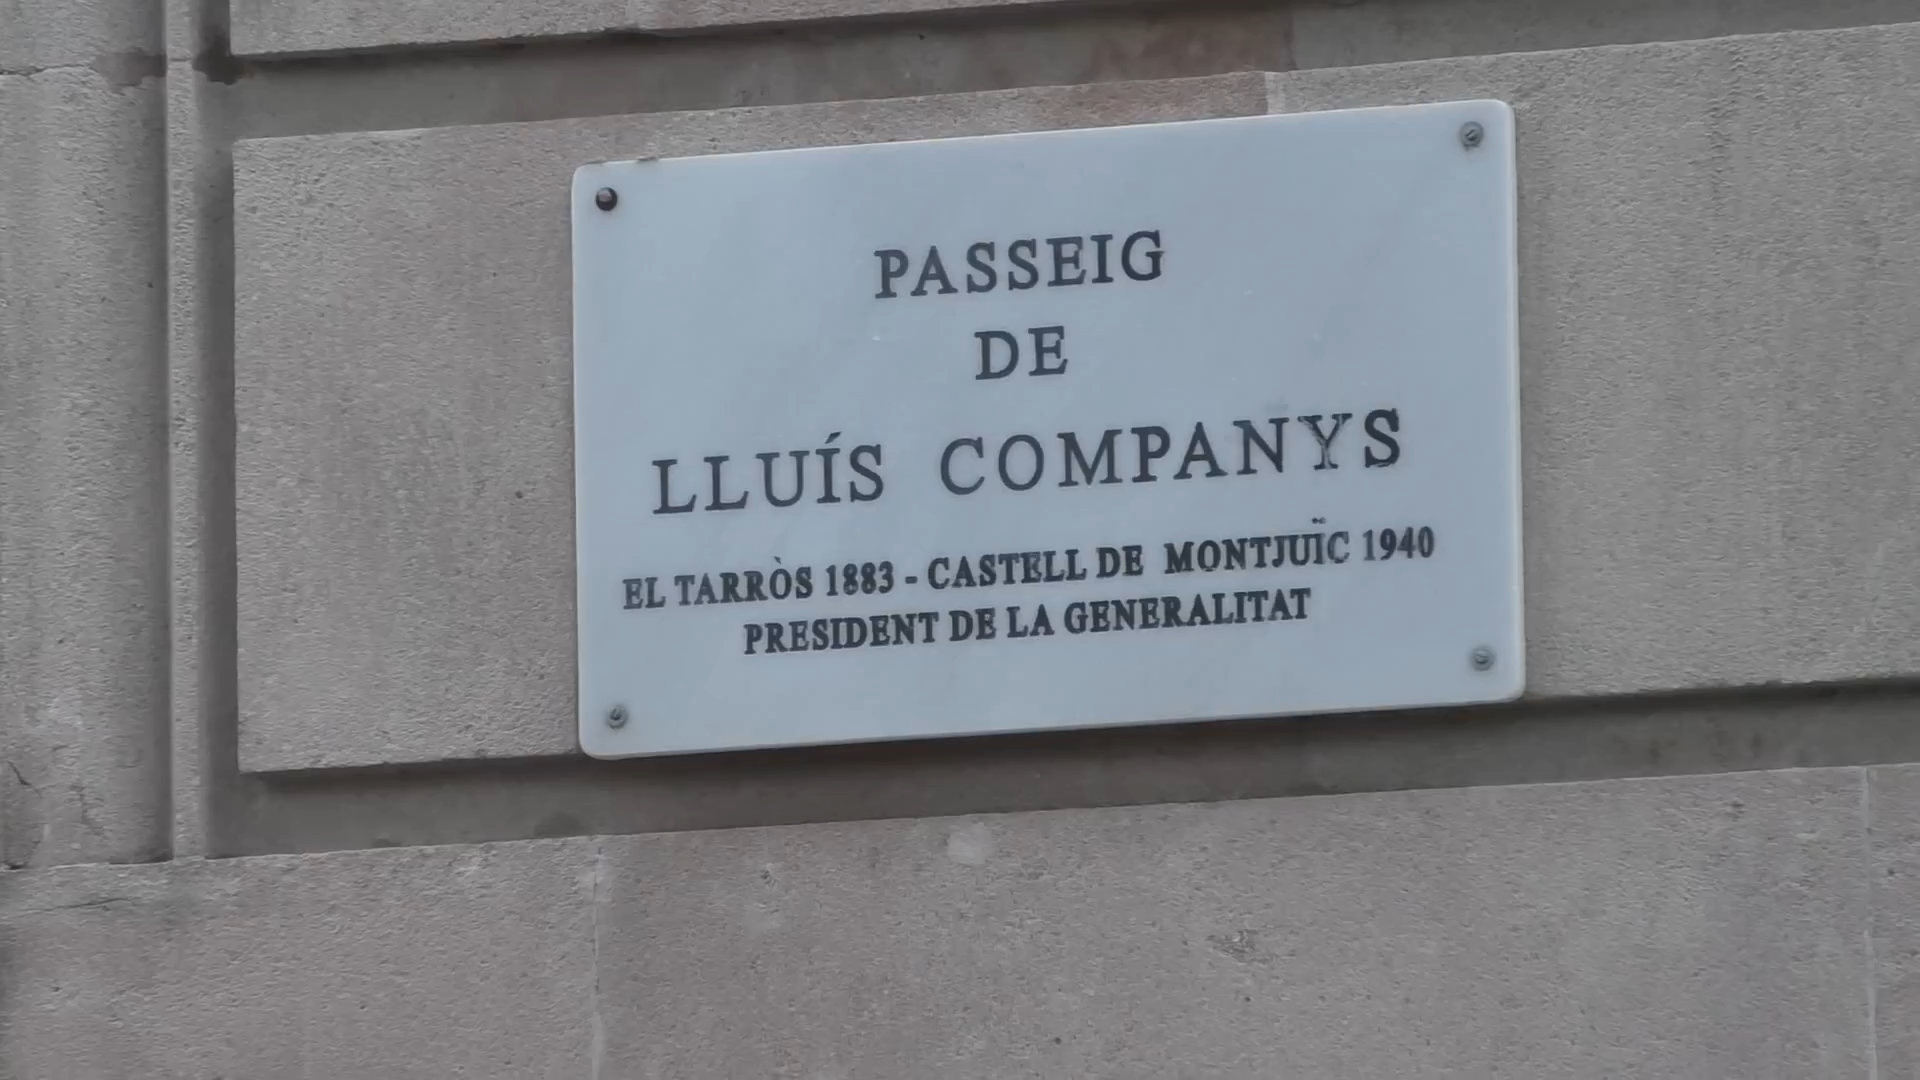 PASSEIG
DE
LLUÍS COMPANYS
EL TARRÒS 1883 - CASTELL DE MONTJUÏC 1940
PRESIDENT DE LA GENERALITAT